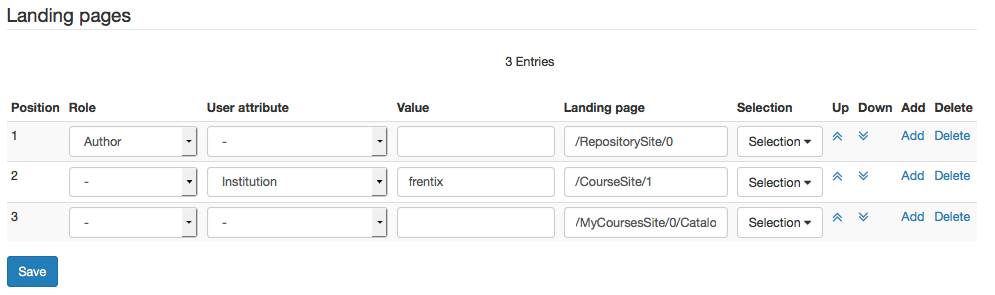 Landing pages
3 Entries
Position Role User attribute Value Landing page Selection Up Down Add Delete
1 Author - /RepositorySite/0 Selection Add Delete
2 - Institution frentix /CourseSite/1 Selection Add Delete
3 - - /MyCoursesSite/0/Catalo Selection Add Delete
Save